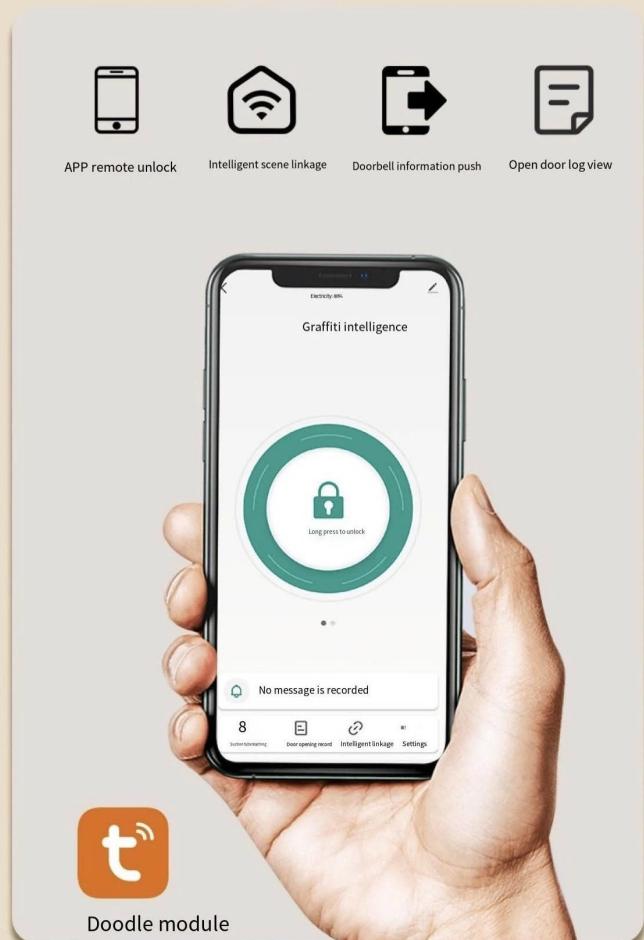 APP remote unlock
Intelligent scene linkage
Doorbell information push
Open door log view
Electricity: 88%
Graffiti intelligence
Long press to unlock
No message is recorded
8
Door opening record
Intelligent linkage
Settings
t
Doodle module